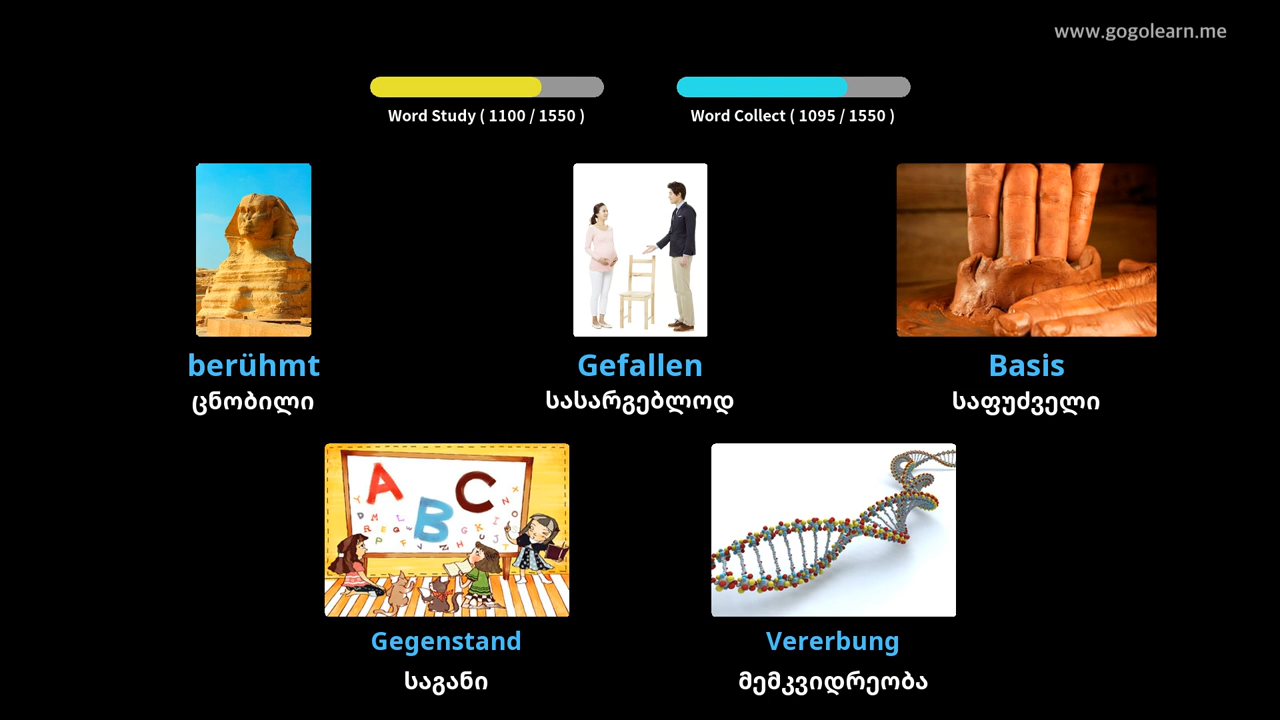 www.gogolearn.me
Word Study ( 1100 / 1550 )
Word Collect ( 1095 / 1550 )
berühmt
ცნობილი
Gefallen
სასარგებლოდ
Basis
საფუძველი
A B C
Gegenstand
საგანი
Vererbung
მემკვიდრეობა